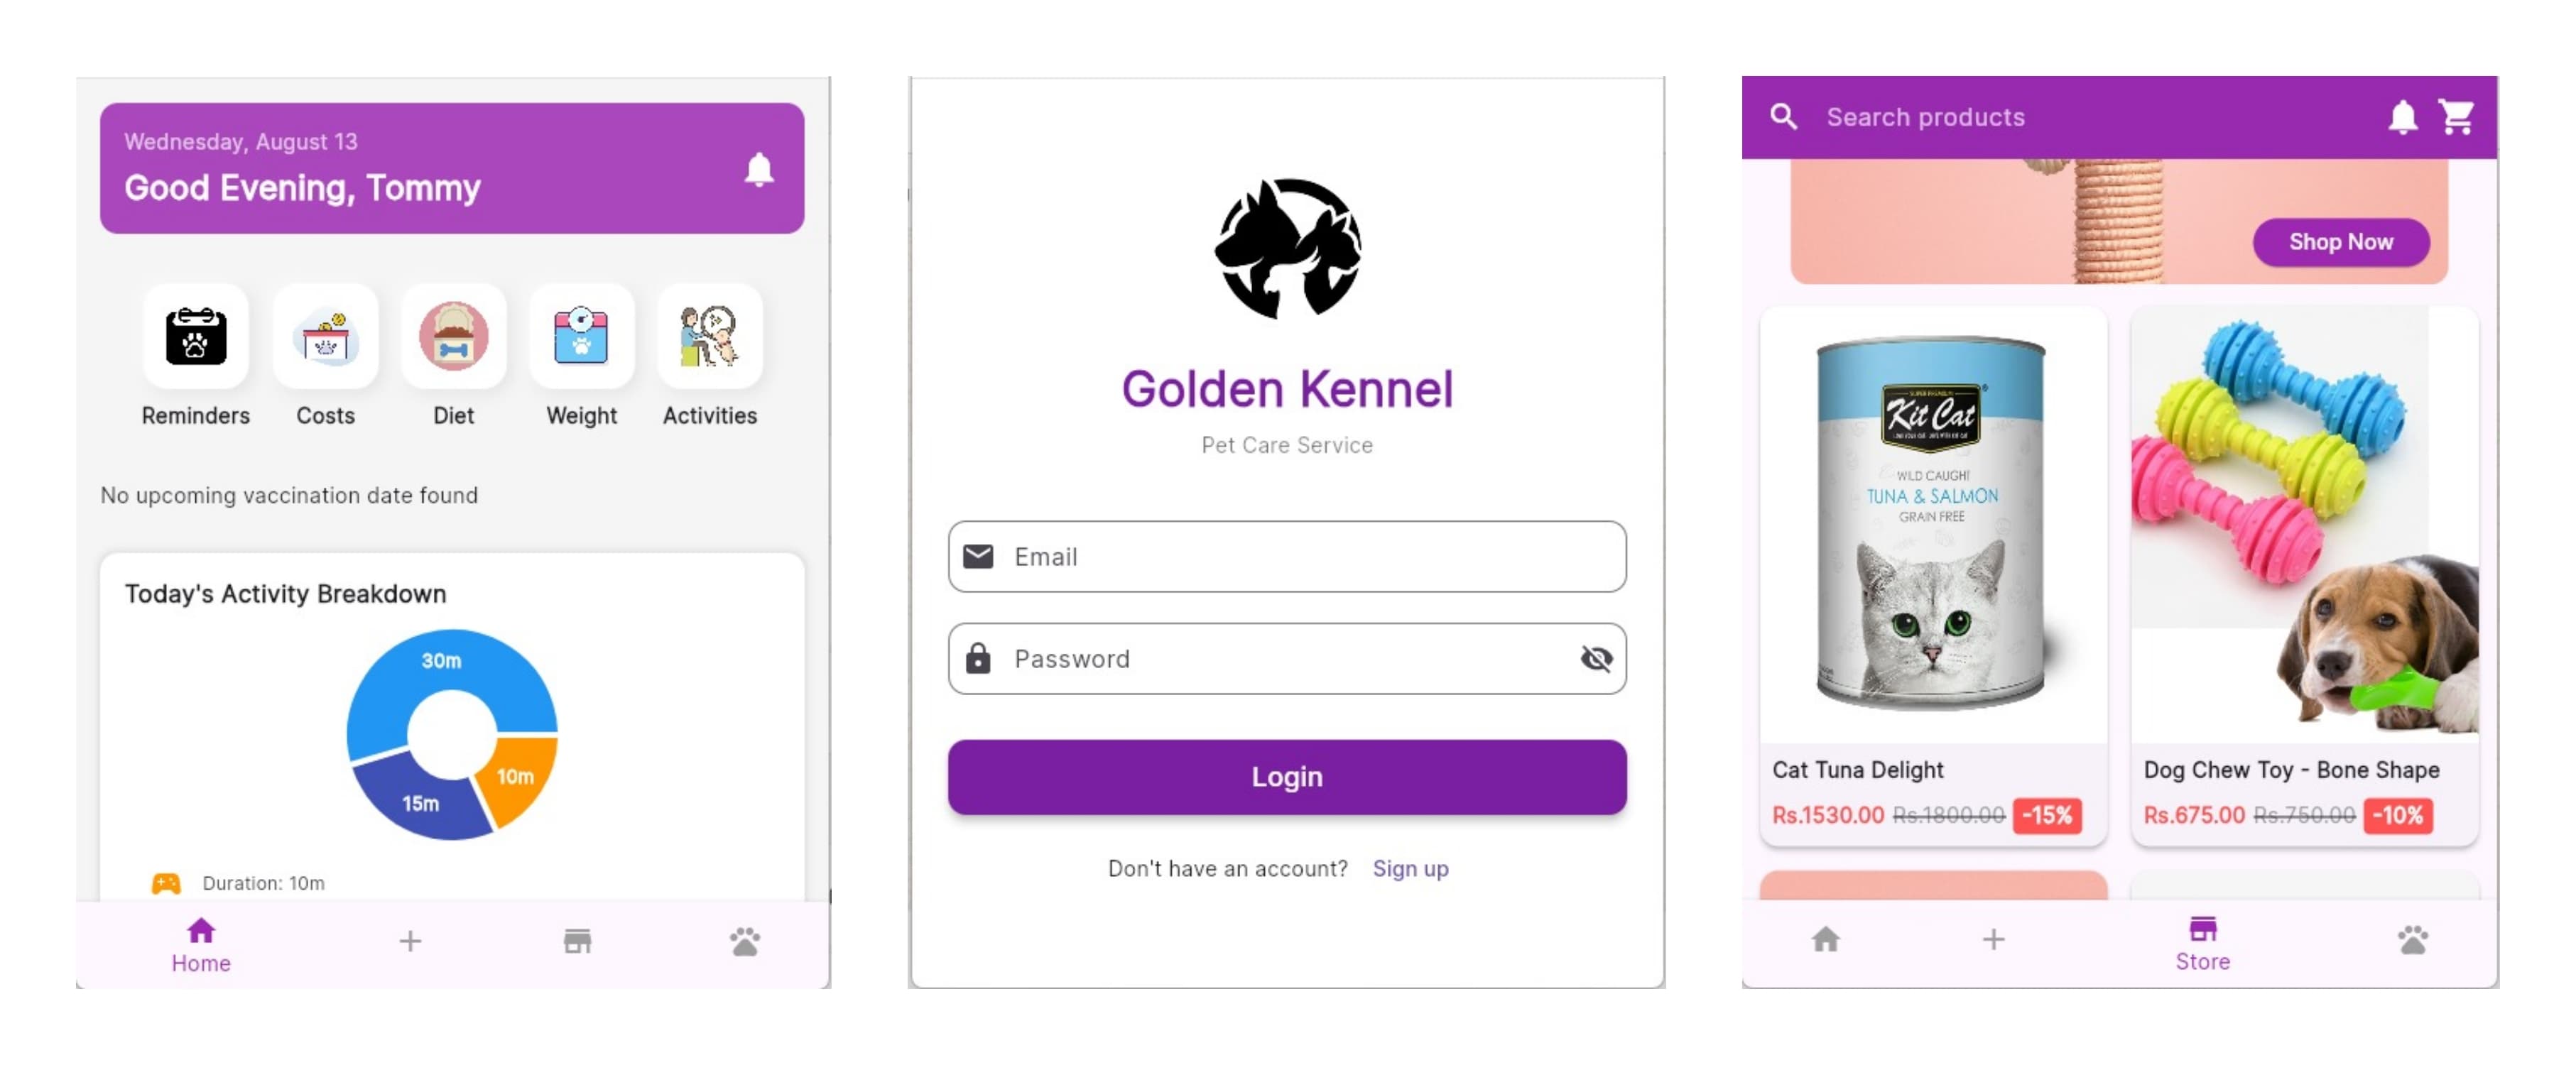 Wednesday, August 13
Good Evening, Tommy
Reminders
Costs
Diet
Weight
Activities
No upcoming vaccination date found
Today's Activity Breakdown
30m
10m
15m
Duration: 10m
Home
Golden Kennel
Pet Care Service
Email
Password
Login
Don't have an account? Sign up
Search products
Shop Now
Kit Cat
WILD CAUGHT
TUNA & SALMON
GRAIN FREE
Cat Tuna Delight
Rs.1530.00 Rs.1800.00 -15%
Dog Chew Toy - Bone Shape
Rs.675.00 Rs.750.00 -10%
Store